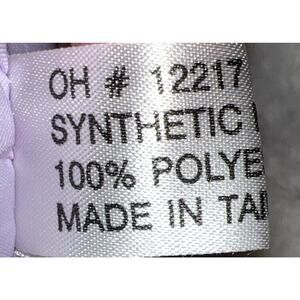 OH # 12217
SYNTHETIC
100% POLYE
MADE IN TAI